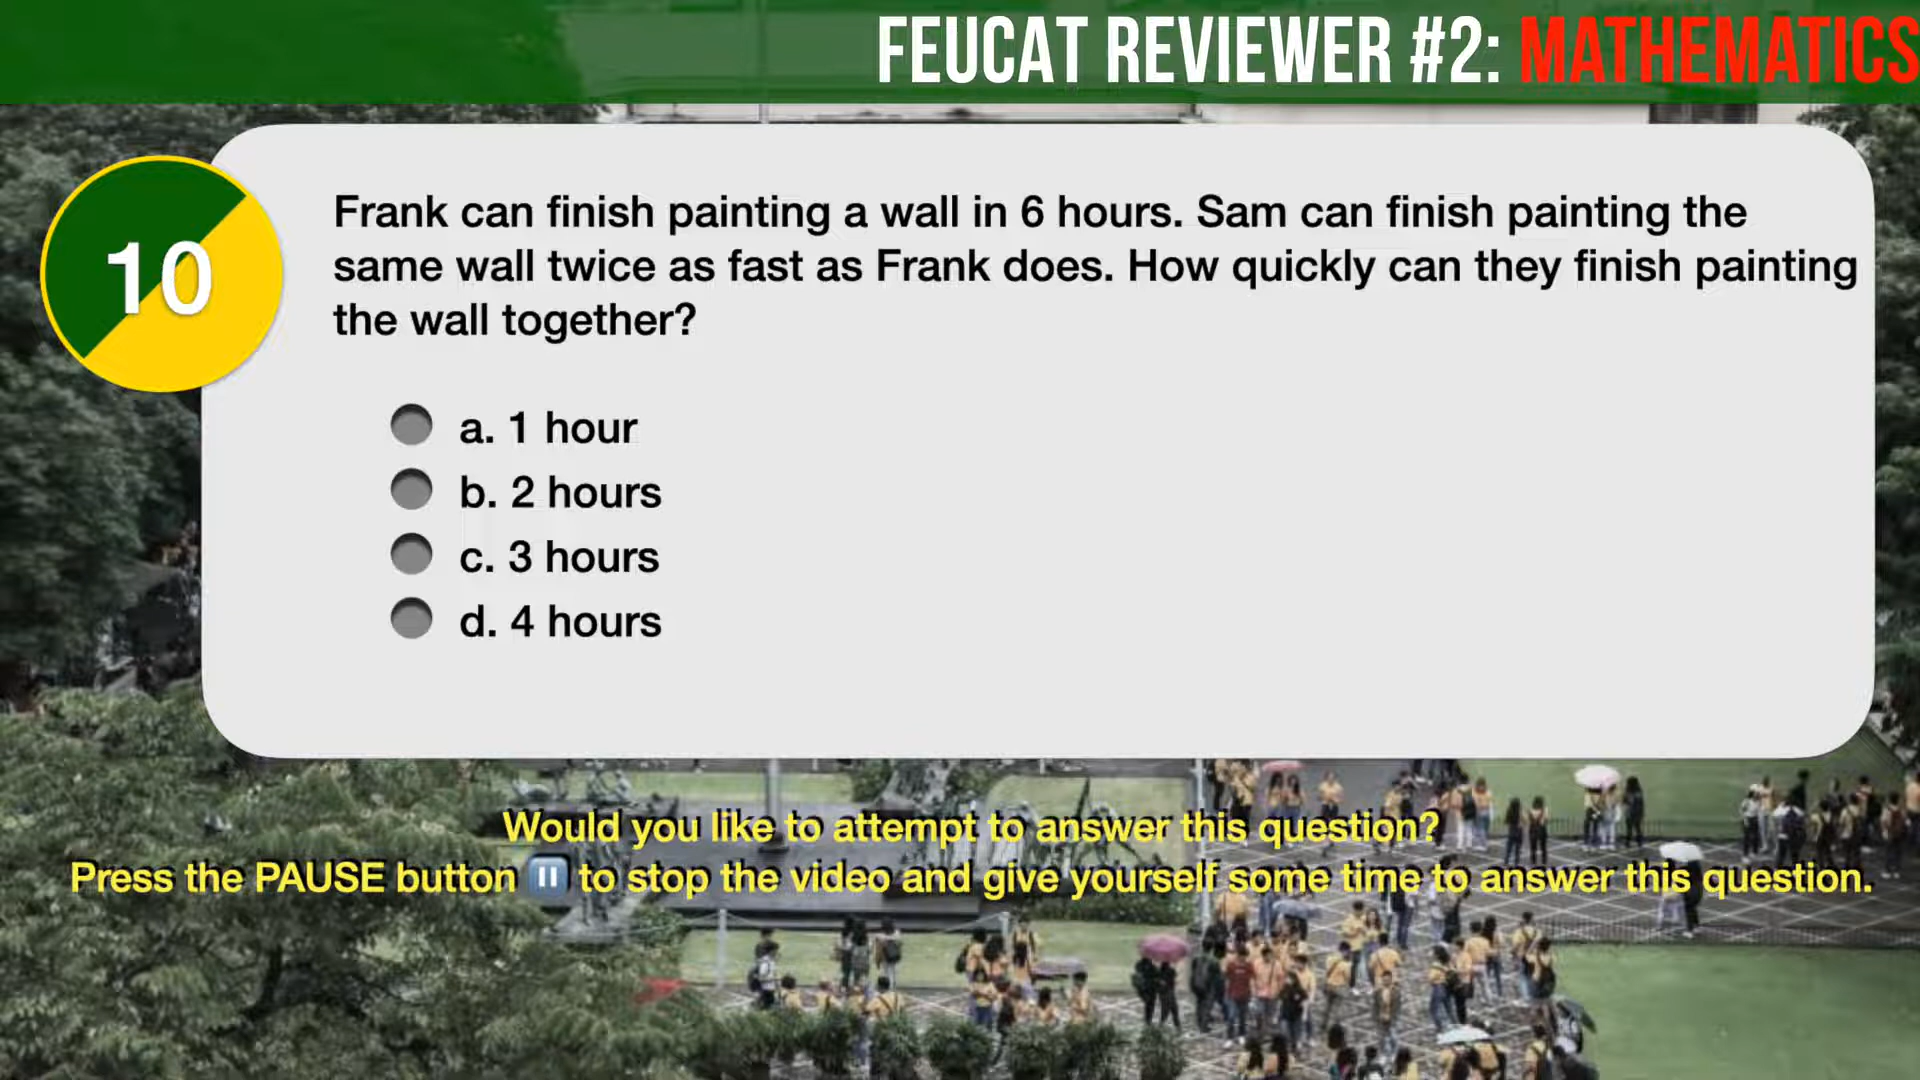 FEUCAT REVIEWER #2: MATHEMATICS
10
Frank can finish painting a wall in 6 hours. Sam can finish painting the
same wall twice as fast as Frank does. How quickly can they finish painting
the wall together?
a. 1 hour
b. 2 hours
c. 3 hours
d. 4 hours
Would you like to attempt to answer this question?
Press the PAUSE button ⏸ to stop the video and give yourself some time to answer this question.